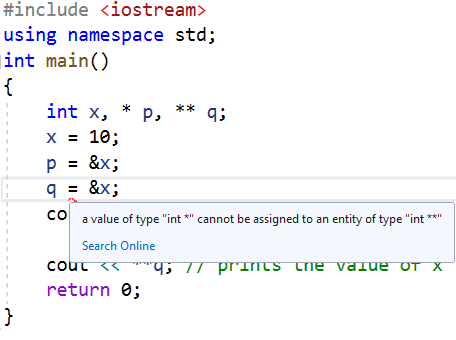 #include <iostream>
using namespace std;
int main()
{
int x, * p, ** q;
x = 10;
p = &x;
q = &x;
co
a value of type "int *" cannot be assigned to an entity of type "int **"
Search Online
cout << **q; // prints the value of x
return 0;
}